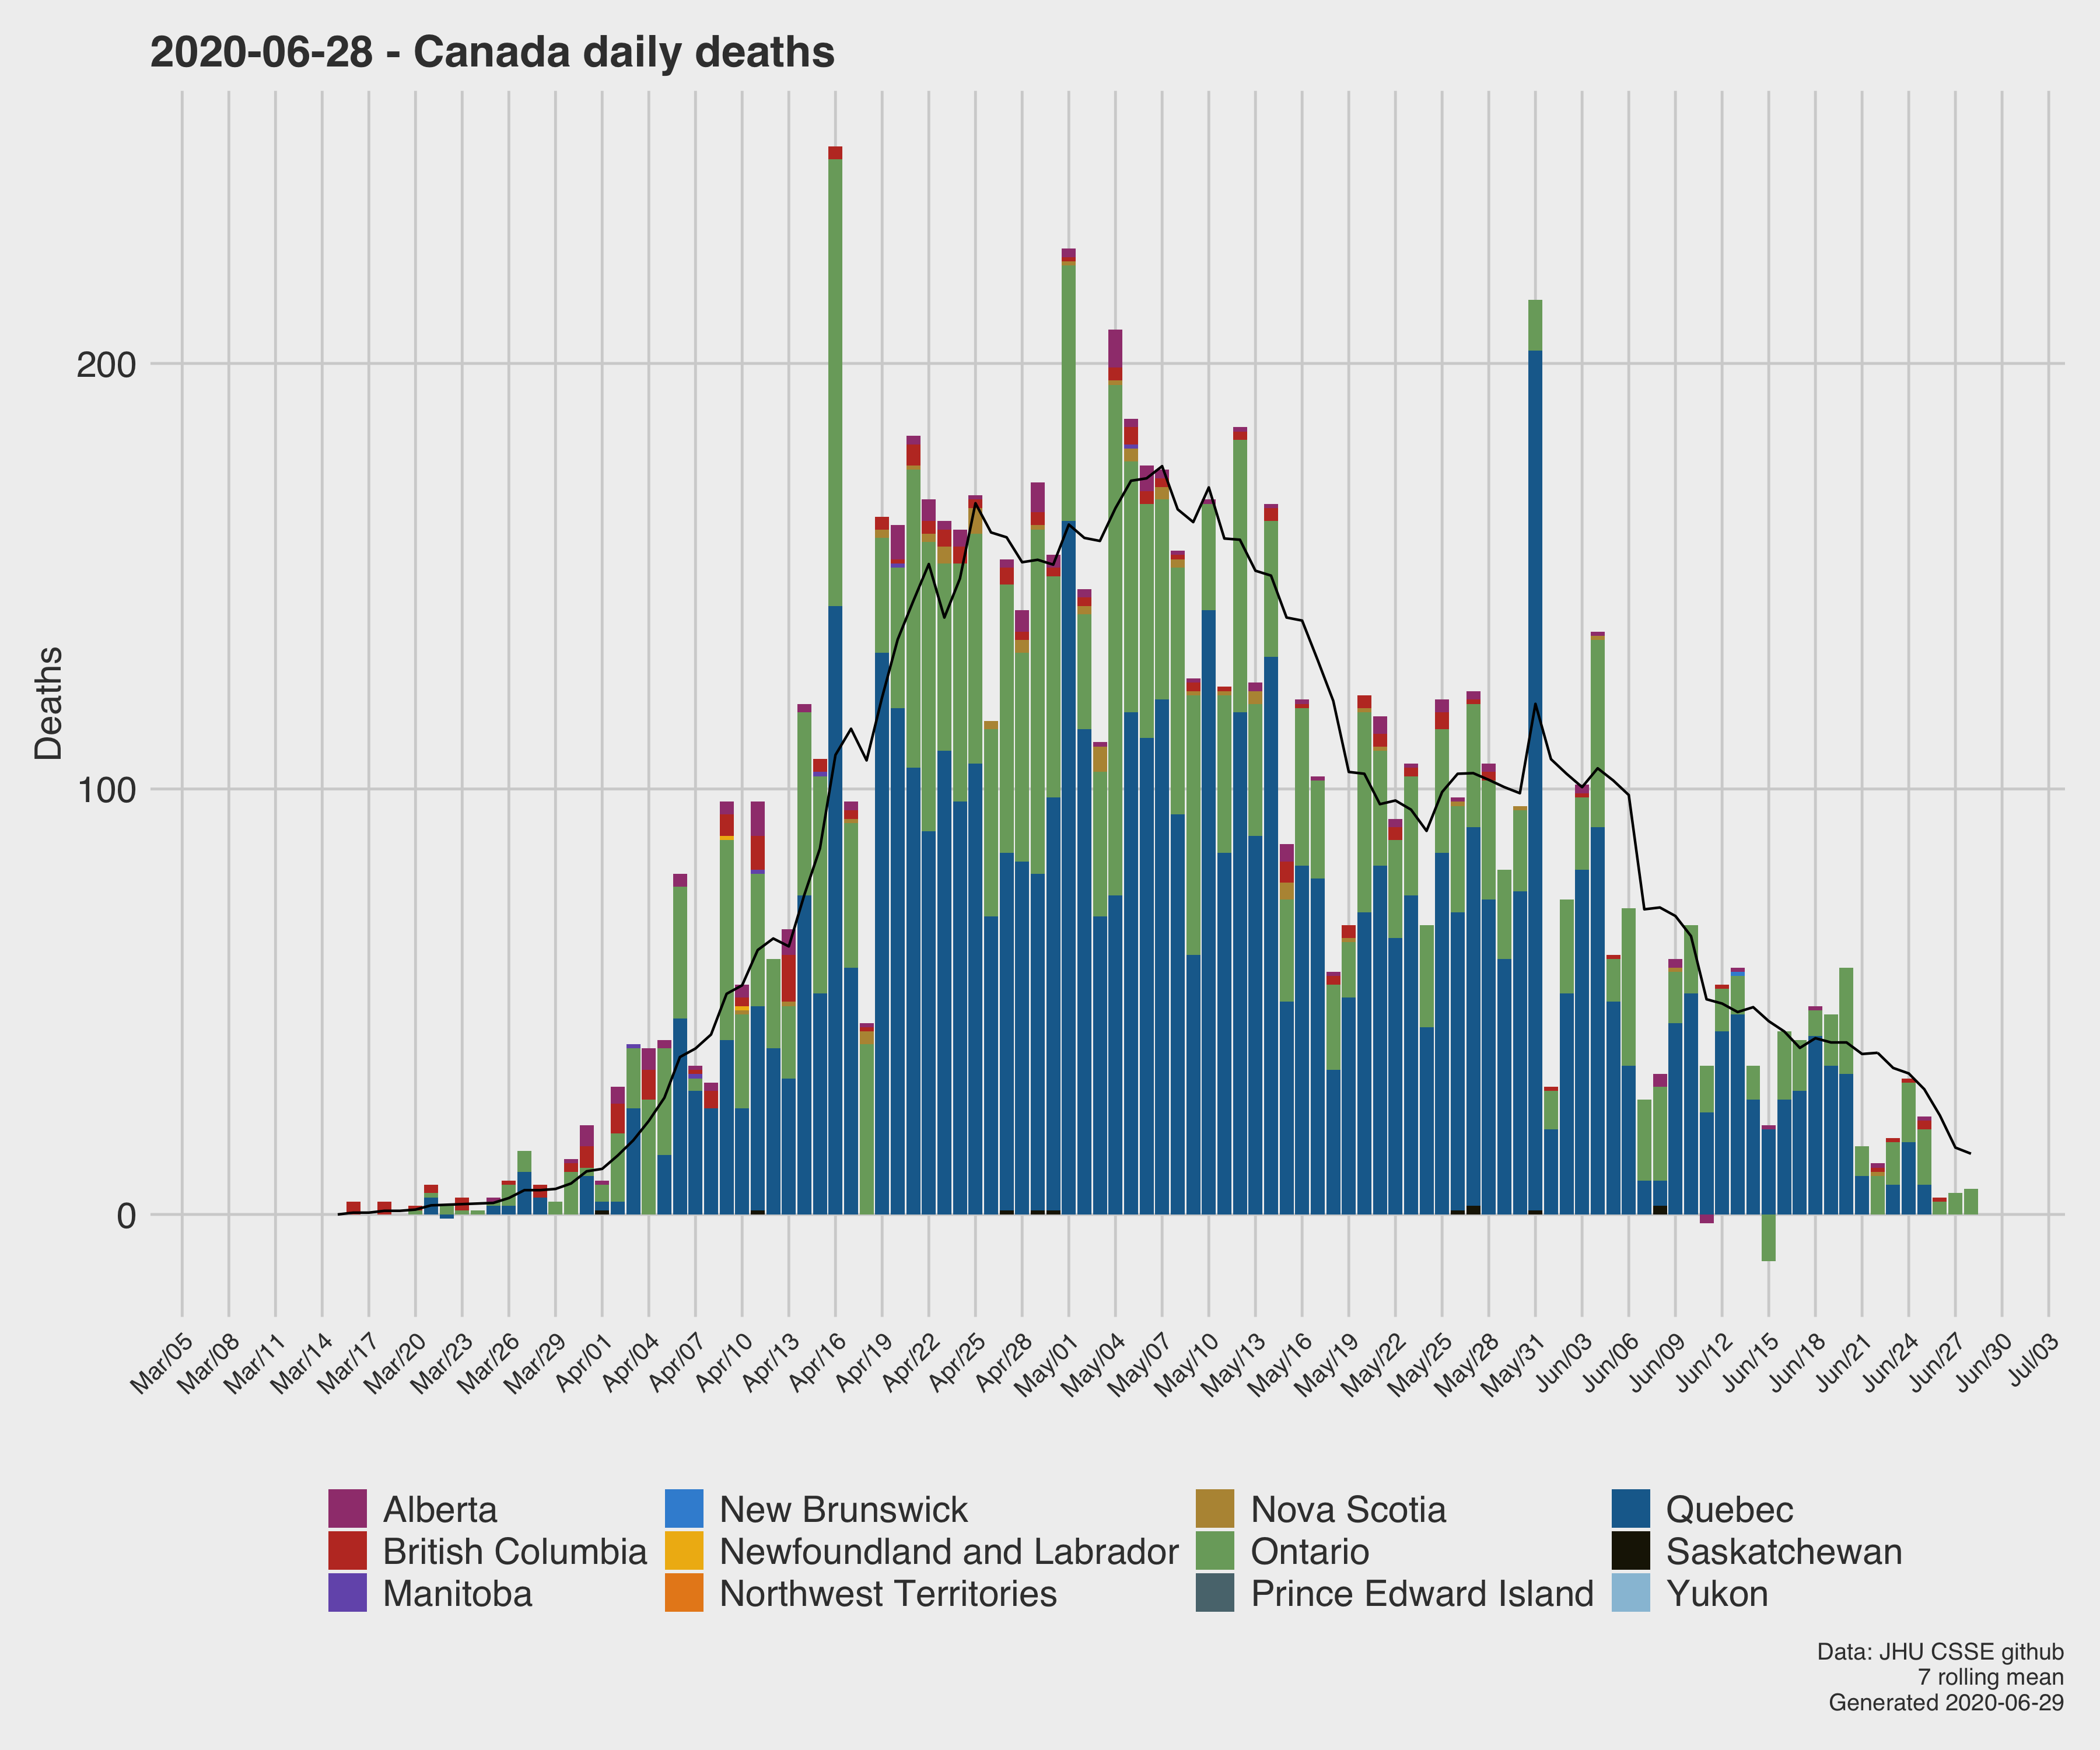 2020-06-28 - Canada daily deaths
Deaths
200
100
0
Mar/05
Mar/08
Mar/11
Mar/14
Mar/17
Mar/20
Mar/23
Mar/26
Mar/29
Apr/01
Apr/04
Apr/07
Apr/10
Apr/13
Apr/16
Apr/19
Apr/22
Apr/25
Apr/28
May/01
May/04
May/07
May/10
May/13
May/16
May/19
May/22
May/25
May/28
May/31
Jun/03
Jun/06
Jun/09
Jun/12
Jun/15
Jun/18
Jun/21
Jun/24
Jun/27
Jun/30
Jul/03
Alberta
British Columbia
Manitoba
New Brunswick
Newfoundland and Labrador
Northwest Territories
Nova Scotia
Ontario
Prince Edward Island
Quebec
Saskatchewan
Yukon
Data: JHU CSSE github
7 rolling mean
Generated 2020-06-29